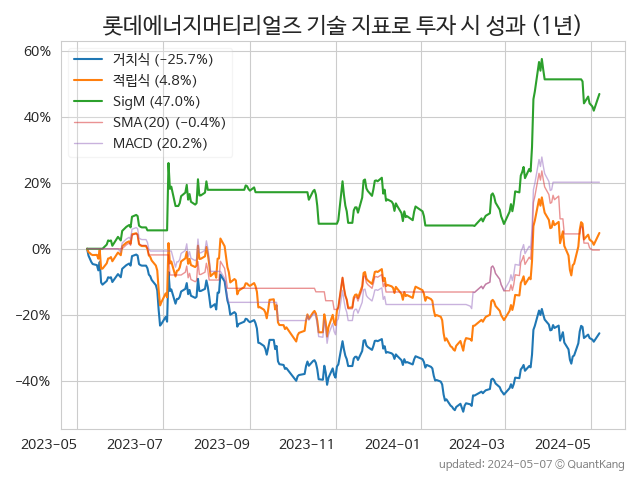 롯데에너지머티리얼즈 기술 지표로 투자 시 성과 (1년)
60%
40%
20%
0%
−20%
−40%
거치식 (−25.7%)
적립식 (4.8%)
SigM (47.0%)
SMA(20) (−0.4%)
MACD (20.2%)
2023-05 2023-07 2023-09 2023-11 2024-01 2024-03 2024-05
updated: 2024-05-07 © QuantKang